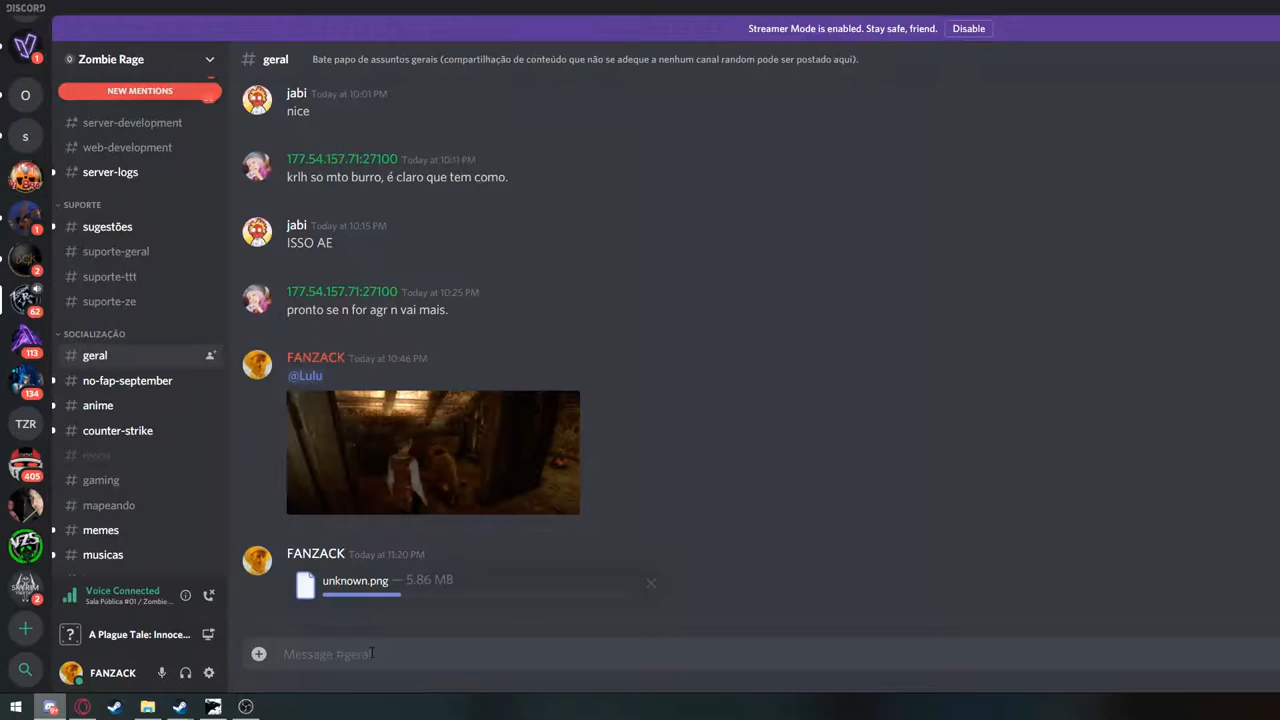 DISCORD
Streamer Mode is enabled. Stay safe, friend.
Disable
1
O
s
1
2
62
113
134
TZR
405
VZS
SKYRIM
2
Zombie Rage
NEW MENTIONS
server-development
web-development
server-logs
SUPORTE
sugestões
suporte-geral
suporte-ttt
suporte-ze
SOCIALIZAÇÃO
geral
no-fap-september
anime
counter-strike
gaming
mapeando
memes
musicas
Voice Connected
Sala Pública #01 / Zombie...
? A Plague Tale: Innoce...
FANZACK
# geral Bate papo de assuntos gerais (compartilhação de conteúdo que não se adeque a nenhum canal random pode ser postado aqui).
jabi Today at 10:01 PM
nice
177.54.157.71:27100 Today at 10:11 PM
krlh so mto burro, é claro que tem como.
jabi Today at 10:15 PM
ISSO AE
177.54.157.71:27100 Today at 10:25 PM
pronto se n for agr n vai mais.
FANZACK Today at 10:46 PM
@Lulu
FANZACK Today at 11:20 PM
unknown.png — 5.86 MB
Message #geral